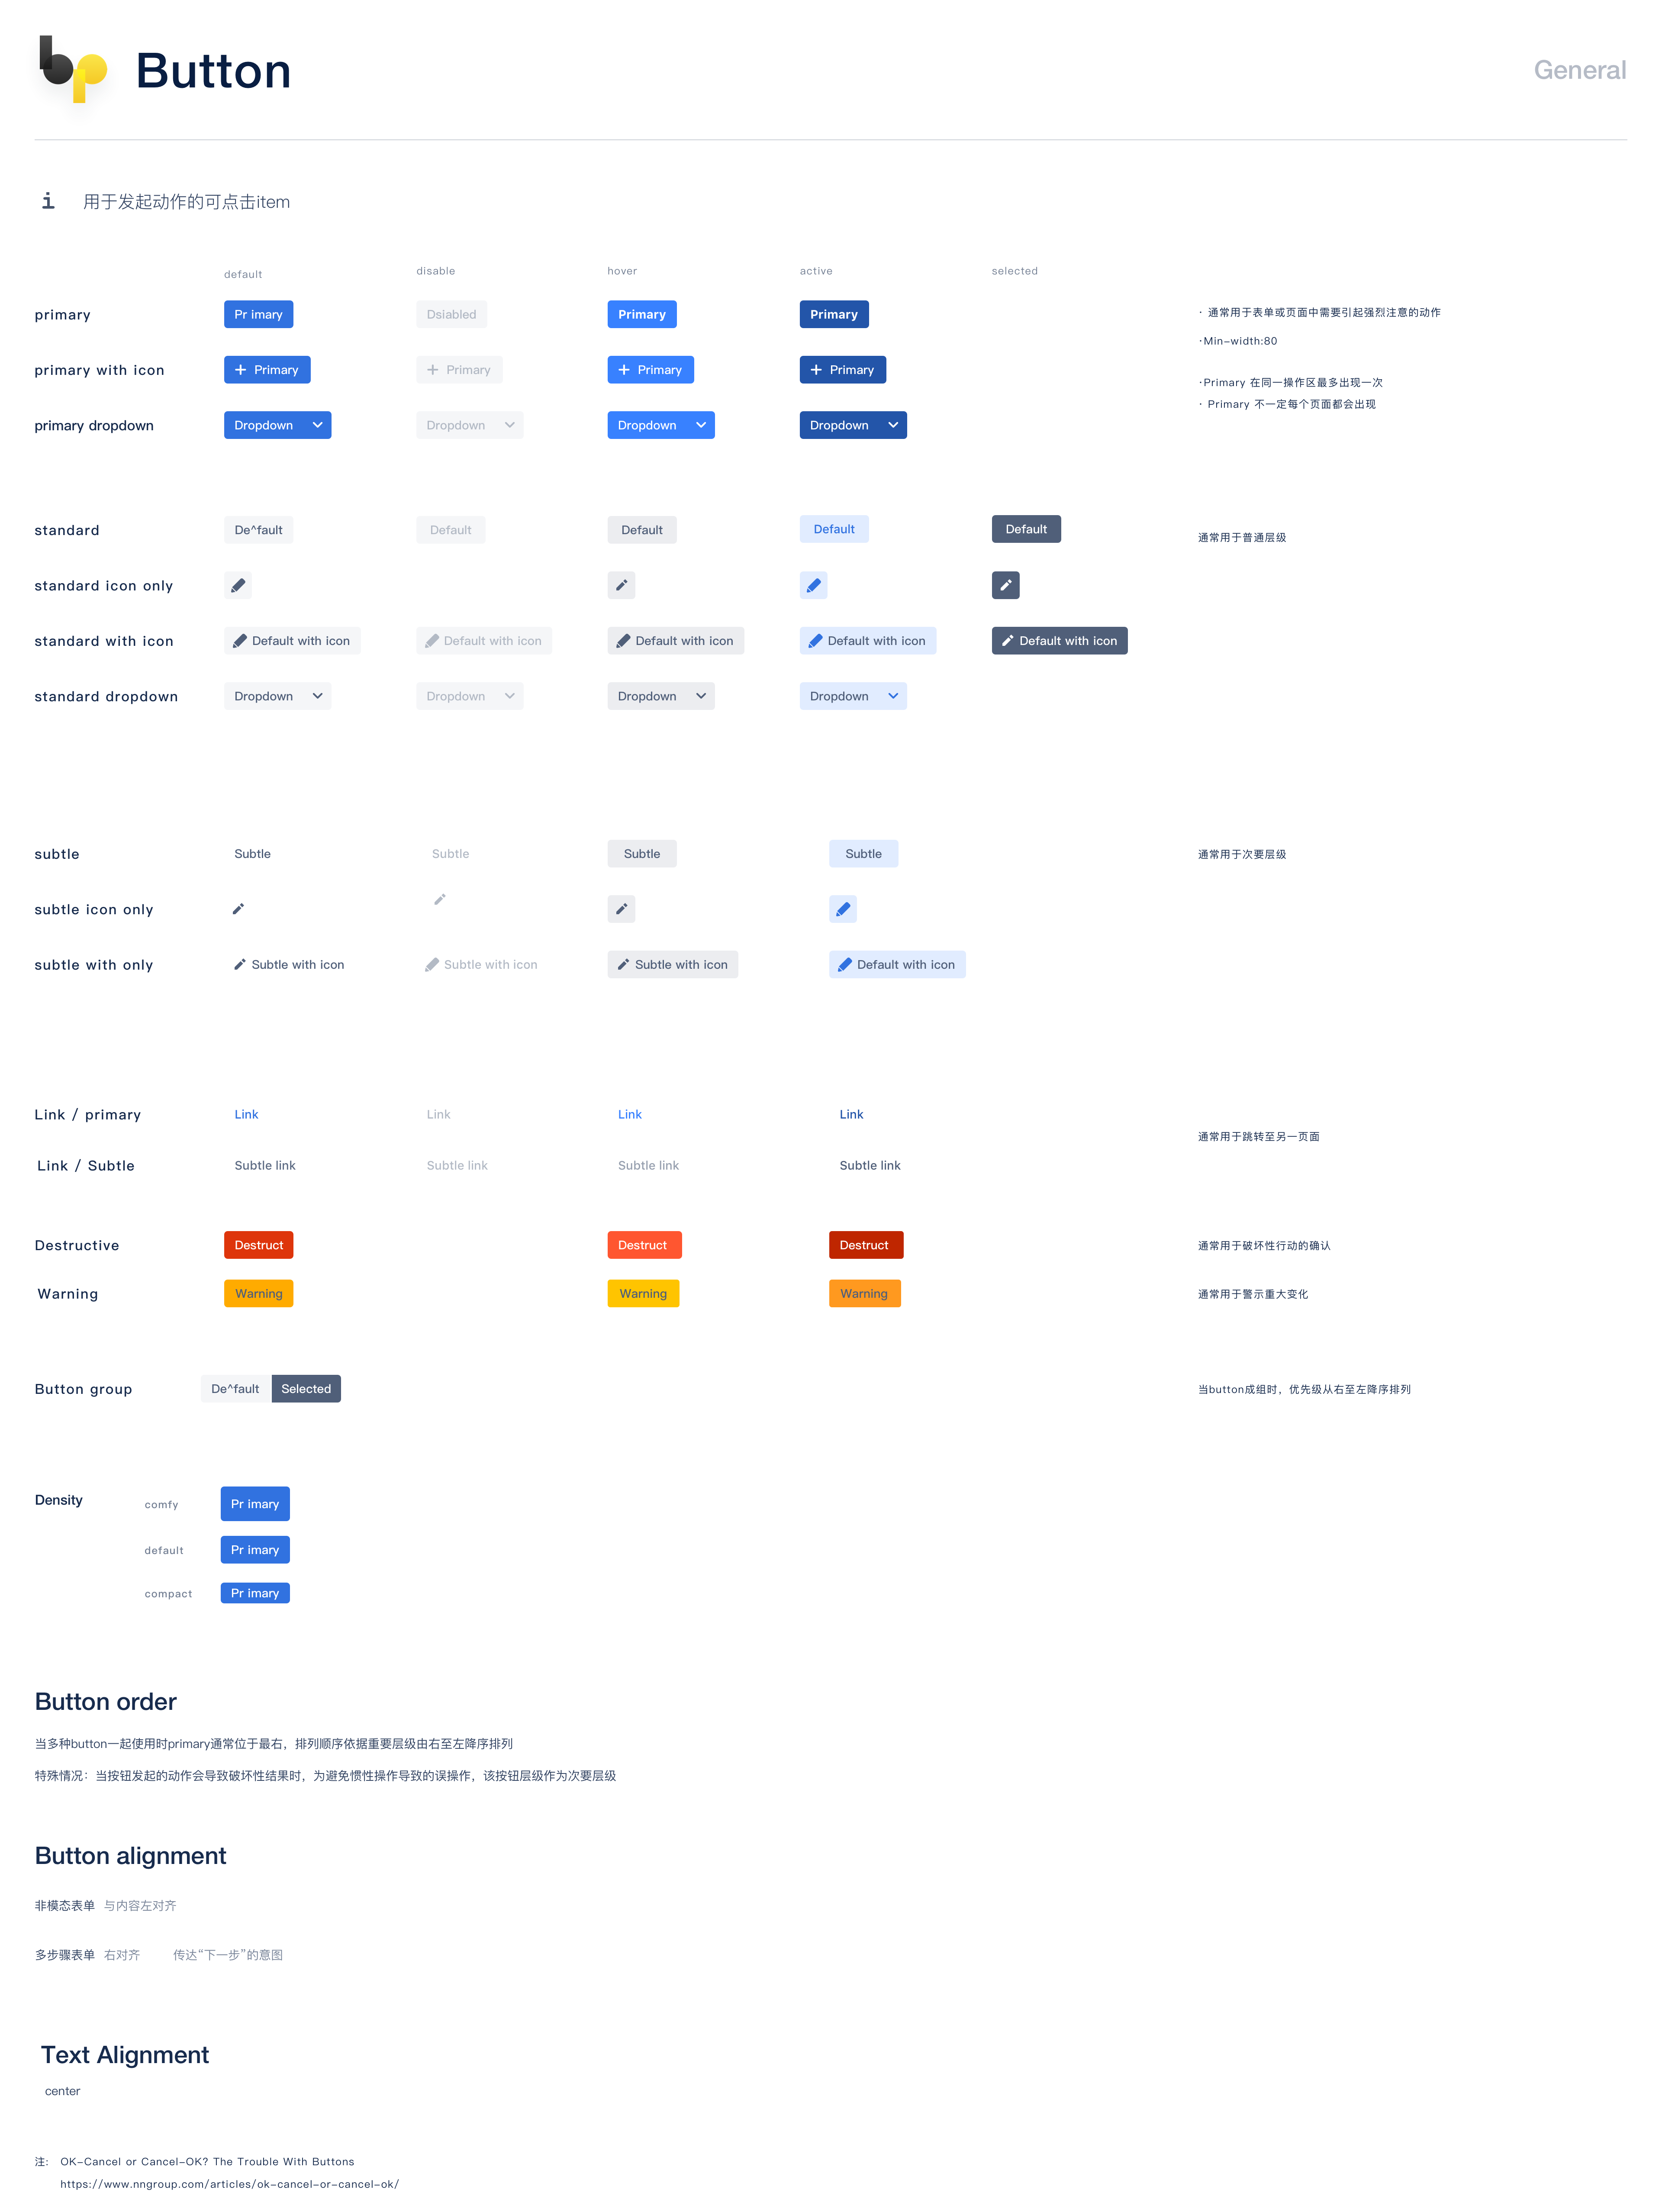 bp Button General
i 用于发起动作的可点击item
default disable hover active selected
primary Pr imary Dsiabled Primary Primary · 通常用于表单或页面中需要引起强烈注意的动作
·Min-width:80
primary with icon Primary Primary Primary Primary
·Primary 在同一操作区最多出现一次
· Primary 不一定每个页面都会出现
primary dropdown Dropdown Dropdown Dropdown Dropdown
standard De^fault Default Default Default Default 通常用于普通层级
standard icon only
standard with icon Default with icon Default with icon Default with icon Default with icon Default with icon
standard dropdown Dropdown Dropdown Dropdown Dropdown
subtle Subtle Subtle Subtle Subtle 通常用于次要层级
subtle icon only
subtle with only Subtle with icon Subtle with icon Subtle with icon Default with icon
Link / primary Link Link Link Link
通常用于跳转至另一页面
Link / Subtle Subtle link Subtle link Subtle link Subtle link
Destructive Destruct Destruct Destruct 通常用于破坏性行动的确认
Warning Warning Warning Warning 通常用于警示重大变化
Button group De^fault Selected 当button成组时，优先级从右至左降序排列
Density comfy Pr imary
default Pr imary
compact Pr imary
Button order
当多种button一起使用时primary通常位于最右，排列顺序依据重要层级由右至左降序排列
特殊情况：当按钮发起的动作会导致破坏性结果时，为避免惯性操作导致的误操作，该按钮层级作为次要层级
Button alignment
非模态表单 与内容左对齐
多步骤表单 右对齐 传达“下一步”的意图
Text Alignment
center
注: OK-Cancel or Cancel-OK? The Trouble With Buttons
https://www.nngroup.com/articles/ok-cancel-or-cancel-ok/